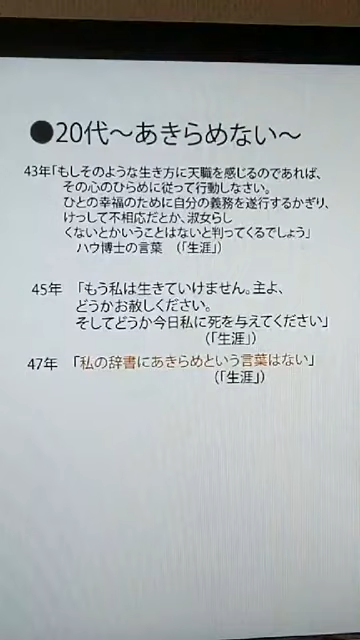 ●20代～あきらめない～
43年「もしそのような生き方に天職を感じるのであれば、
その心のひらめに従って行動しなさい。
ひとの幸福のために自分の義務を遂行するかぎり、
けっして不相応だとか、淑女らし
くないとかいうことはないと判ってくるでしょう」
ハウ博士の言葉　（「生涯」）
45年　「もう私は生きていけません。主よ、
どうかお赦しください。
そしてどうか今日私に死を与えてください」
（「生涯」）
47年　「私の辞書にあきらめという言葉はない」
（「生涯」）